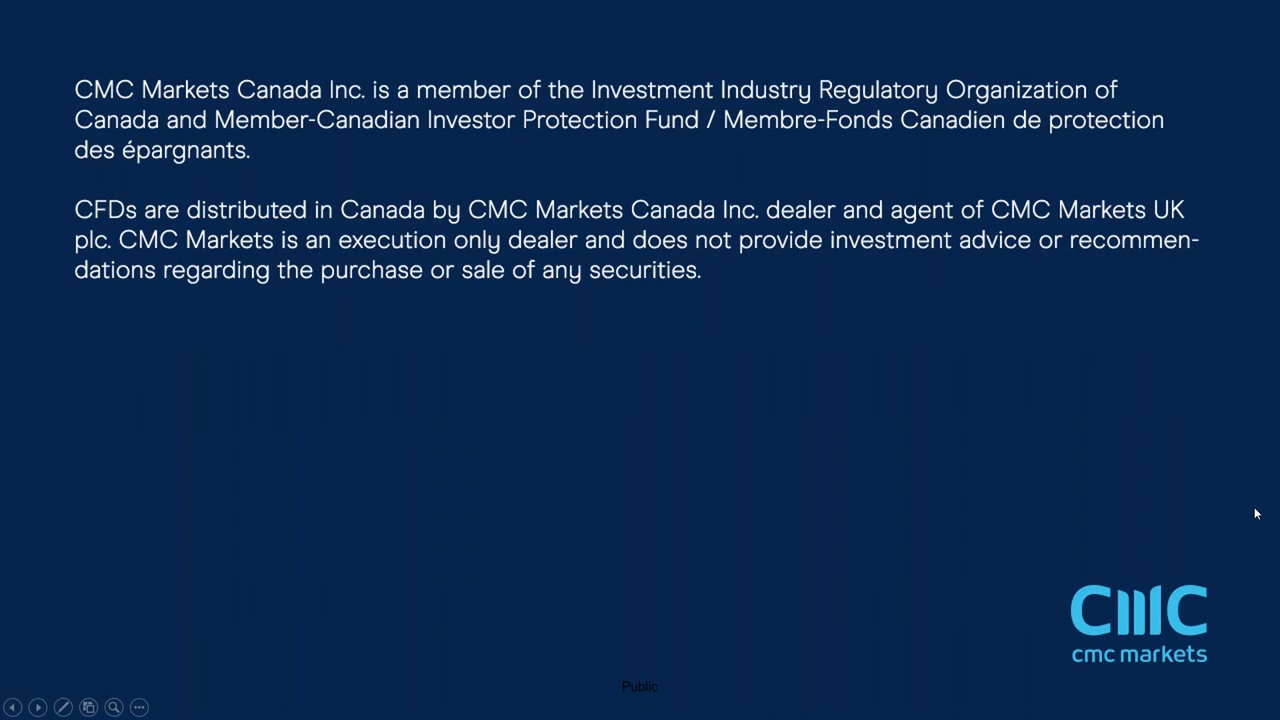 CMC Markets Canada Inc. is a member of the Investment Industry Regulatory Organization of
Canada and Member-Canadian Investor Protection Fund / Membre-Fonds Canadien de protection
des épargnants.
CFDs are distributed in Canada by CMC Markets Canada Inc. dealer and agent of CMC Markets UK
plc. CMC Markets is an execution only dealer and does not provide investment advice or recommen-
dations regarding the purchase or sale of any securities.
CMC
cmc markets
Public